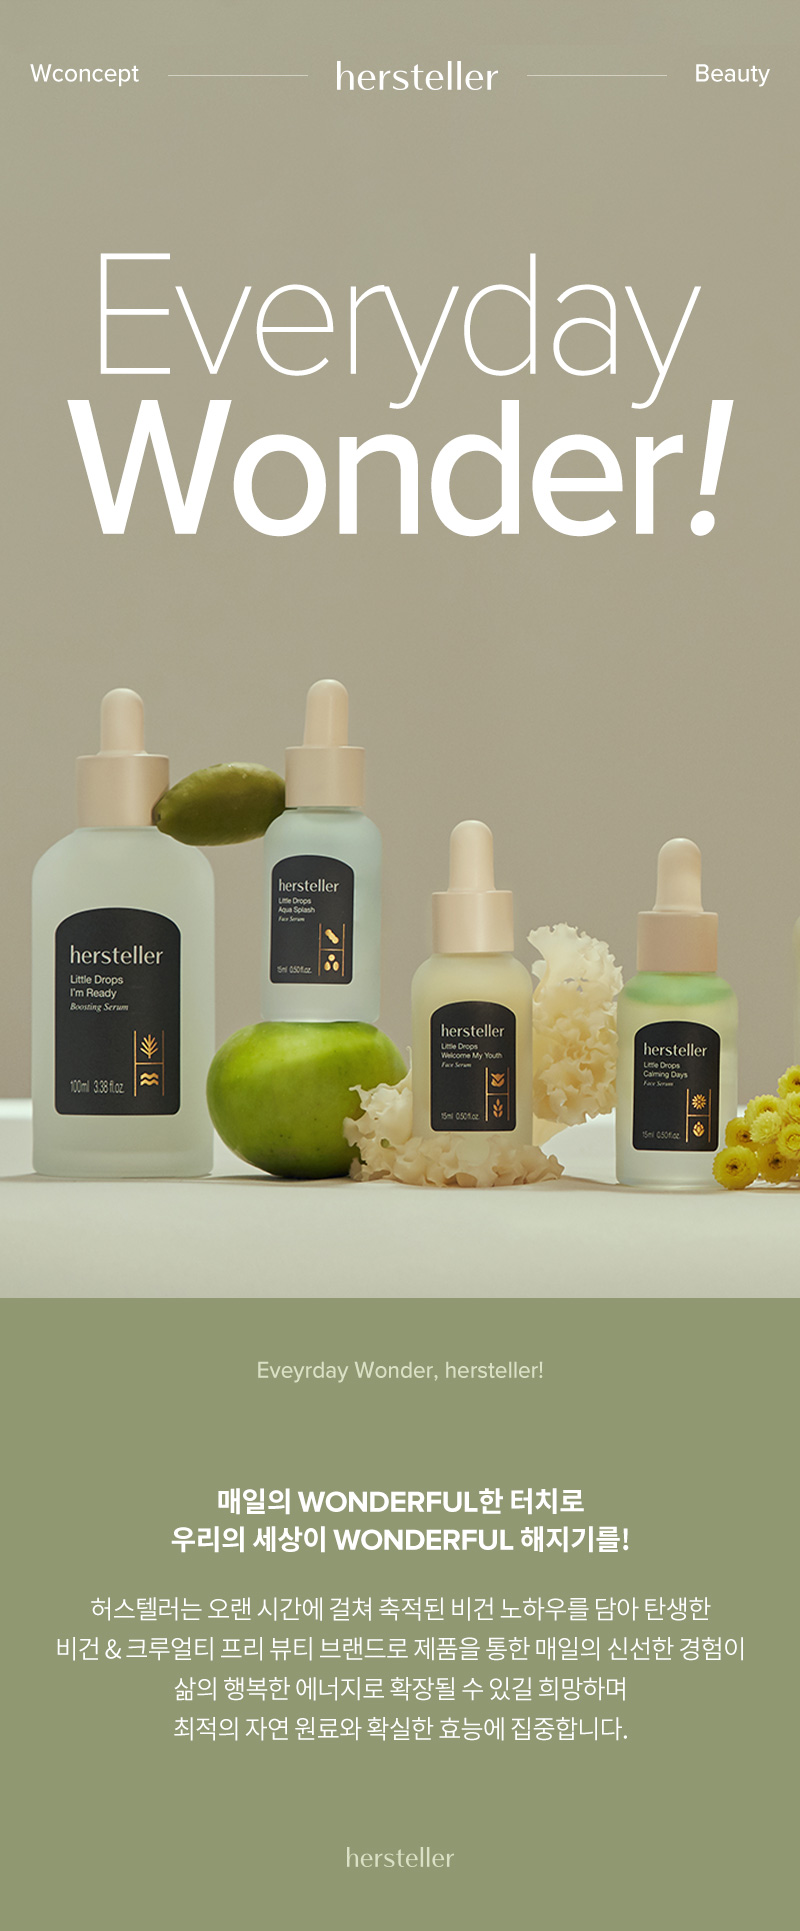 Wconcept hersteller Beauty
Everyday
Wonder!
hersteller
Little Drops
I'm Ready
Boosting Serum
100ml 3.38 fl.oz.
hersteller
Little Drops
Aqua Splash
Face Serum
15ml 0.50 fl.oz.
hersteller
Little Drops
Welcome My Youth
Face Serum
15ml 0.50 fl.oz.
hersteller
Little Drops
Calming Days
Face Serum
15ml 0.50 fl.oz.
Eveyrday Wonder, hersteller!
매일의 WONDERFUL한 터치로
우리의 세상이 WONDERFUL 해지기를!
허스텔러는 오랜 시간에 걸쳐 축적된 비건 노하우를 담아 탄생한
비건 & 크루얼티 프리 뷰티 브랜드로 제품을 통한 매일의 신선한 경험이
삶의 행복한 에너지로 확장될 수 있길 희망하며
최적의 자연 원료와 확실한 효능에 집중합니다.
hersteller